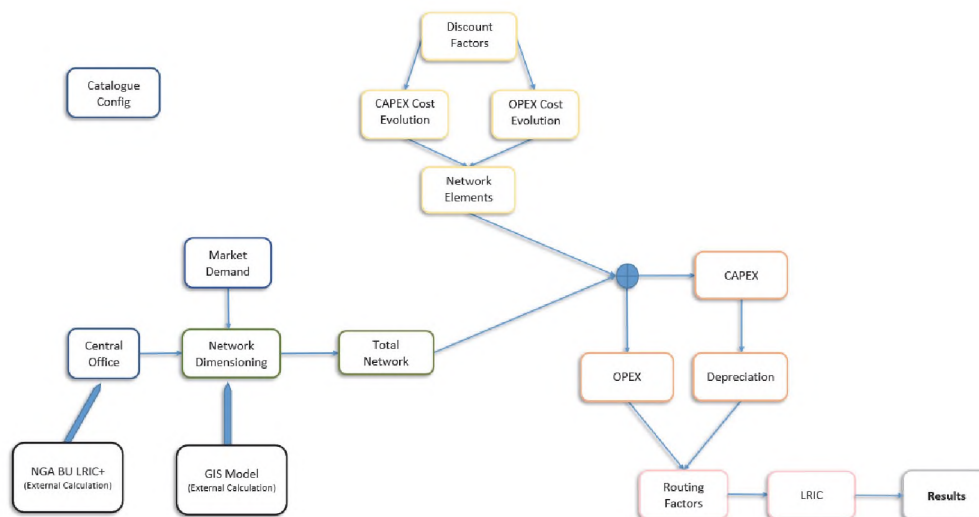 Discount
Factors
Catalogue
Config
CAPEX Cost
Evolution
OPEX Cost
Evolution
Network
Elements
Market
Demand
CAPEX
Central
Office
Network
Dimensioning
Total
Network
OPEX
Depreciation
NGA BU LRIC+
(External Calculation)
GIS Model
(External Calculation)
Routing
Factors
LRIC
Results